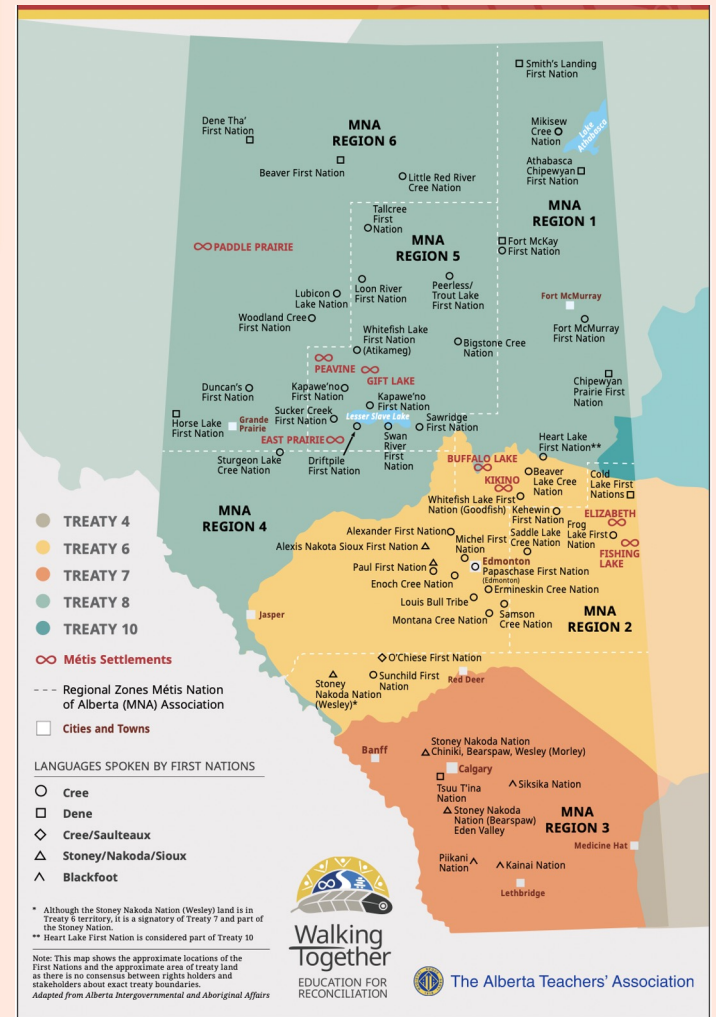 Smith's Landing
First Nation
Dene Tha'
First Nation
MNA
REGION 6
Mikisew
Cree
Nation
Lake
Athabasca
Beaver First Nation
Athabasca
Chipewyan
First Nation
Little Red River
Cree Nation
MNA
REGION 1
Tallcree
First
Nation
MNA
REGION 5
PADDLE PRAIRIE
Fort McKay
First Nation
Lubicon
Lake Nation
Loon River
First Nation
Peerless/
Trout Lake
First Nation
Fort McMurray
Woodland Cree
First Nation
Fort McMurray
First Nation
Whitefish Lake
First Nation
(Atikameg)
Bigstone Cree
Nation
PEAVINE
GIFT LAKE
Chipewyan
Prairie First
Nation
Duncan's
First Nation
Kapawe'no
First Nation
Kapawe'no
First Nation
Horse Lake
First Nation
Grande
Prairie
Sucker Creek
First Nation
Lesser Slave Lake
Sawridge
First Nation
EAST PRAIRIE
Sturgeon Lake
Cree Nation
Driftpile
First Nation
Swan
River
First
Nation
Heart Lake
First Nation**
BUFFALO LAKE
KIKINO
Beaver
Lake Cree
Nation
Cold
Lake First
Nations
MNA
REGION 4
Whitefish Lake First
Nation (Goodfish)
Kehewin
First Nation
ELIZABETH
Alexander First Nation
Michel First
Nation
Saddle Lake
Cree Nation
Frog
Lake First
Nation
FISHING
LAKE
Alexis Nakota Sioux First Nation
Paul First Nation
Edmonton
Papaschase First Nation
(Edmonton)
Enoch Cree Nation
Ermineskin Cree Nation
Louis Bull Tribe
Montana Cree Nation
Samson
Cree Nation
MNA
REGION 2
Jasper
O'Chiese First Nation
Stoney
Nakoda Nation
(Wesley)*
Sunchild First
Nation
Red Deer
Banff
Stoney Nakoda Nation
Chiniki, Bearspaw, Wesley (Morley)
Calgary
Tsuu T'ina
Nation
Siksika Nation
Stoney Nakoda
Nation (Bearspaw)
Eden Valley
MNA
REGION 3
Medicine Hat
Piikani
Nation
Kainai Nation
Lethbridge
TREATY 4
TREATY 6
TREATY 7
TREATY 8
TREATY 10
Métis Settlements
Regional Zones Métis Nation
of Alberta (MNA) Association
Cities and Towns
LANGUAGES SPOKEN BY FIRST NATIONS
Cree
Dene
Cree/Saulteaux
Stoney/Nakoda/Sioux
Blackfoot
* Although the Stoney Nakoda Nation (Wesley) land is in
Treaty 6 territory, it is a signatory of Treaty 7 and part of
the Stoney Nation.
** Heart Lake First Nation is considered part of Treaty 10
Note: This map shows the approximate locations of the
First Nations and the approximate area of treaty land
as there is no consensus between rights holders and
stakeholders about exact treaty boundaries.
Adapted from Alberta Intergovernmental and Aboriginal Affairs
Walking
Together
EDUCATION FOR
RECONCILIATION
The Alberta Teachers' Association